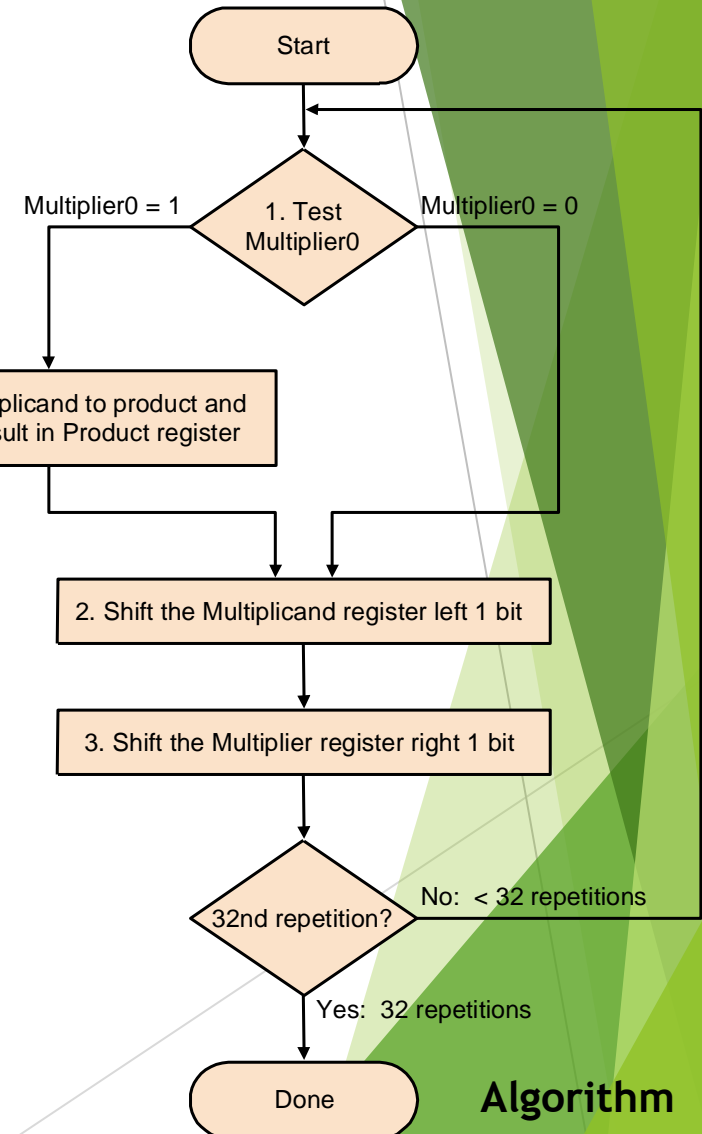 Start
Multiplier0 = 1
1. Test
Multiplier0
Multiplier0 = 0
plicand to product and
sult in Product register
2. Shift the Multiplicand register left 1 bit
3. Shift the Multiplier register right 1 bit
32nd repetition?
No: < 32 repetitions
Yes: 32 repetitions
Done
Algorithm